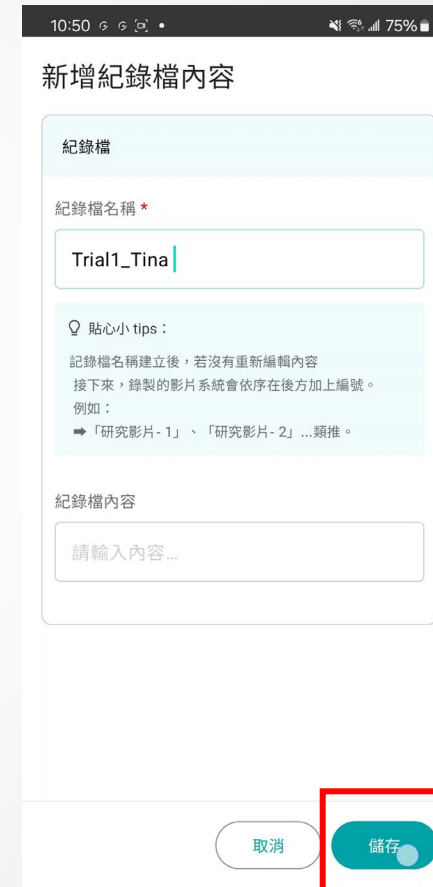 10:50 75%
新增紀錄檔內容
紀錄檔
紀錄檔名稱 *
Trial1_Tina
貼心小 tips：
記錄檔名稱建立後，若沒有重新編輯內容
接下來，錄製的影片系統會依序在後方加上編號。
例如：
➡「研究影片- 1」、「研究影片- 2」...類推。
紀錄檔內容
請輸入內容...
取消 儲存